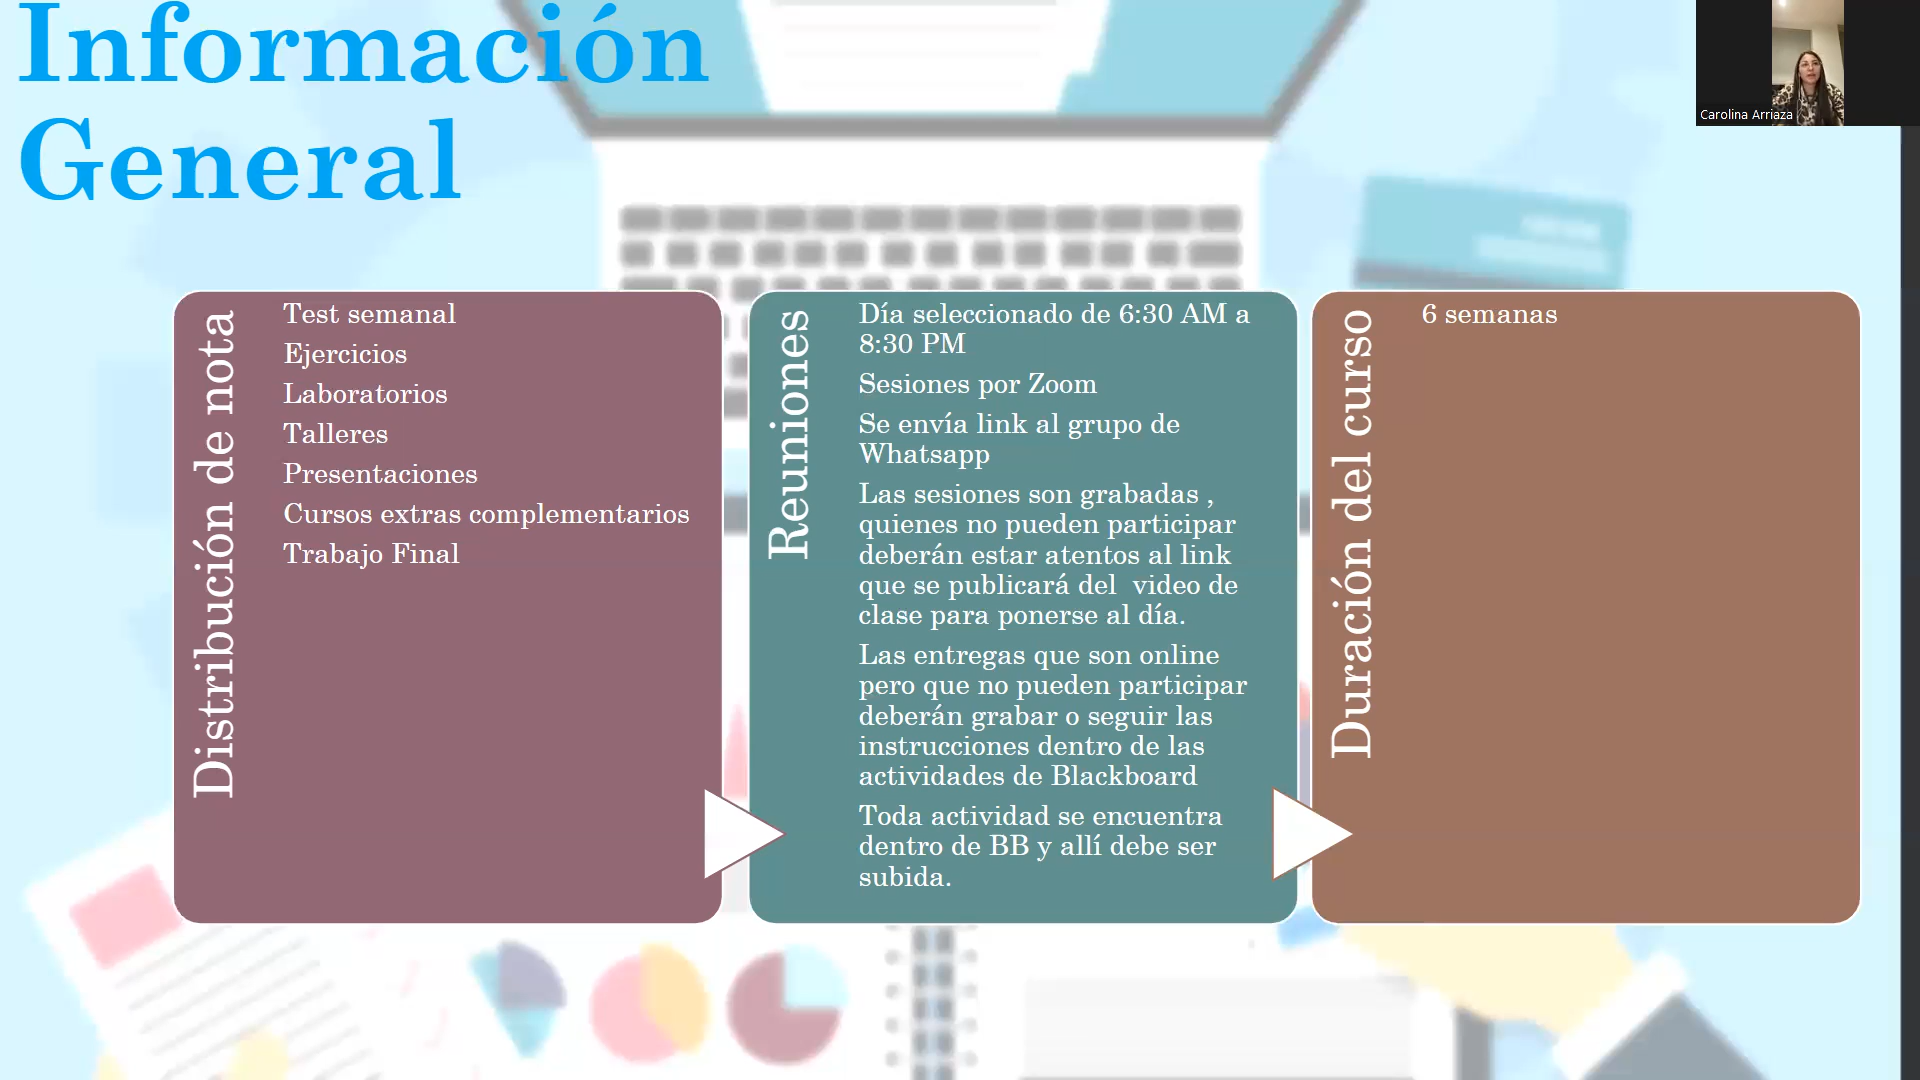 Información
General
Carolina Arriaza
Distribución de nota
Test semanal
Ejercicios
Laboratorios
Talleres
Presentaciones
Cursos extras complementarios
Trabajo Final
Reuniones
Día seleccionado de 6:30 AM a
8:30 PM
Sesiones por Zoom
Se envía link al grupo de
Whatsapp
Las sesiones son grabadas ,
quienes no pueden participar
deberán estar atentos al link
que se publicará del  video de
clase para ponerse al día.
Las entregas que son online
pero que no pueden participar
deberán grabar o seguir las
instrucciones dentro de las
actividades de Blackboard
Toda actividad se encuentra
dentro de BB y allí debe ser
subida.
Duración del curso
6 semanas